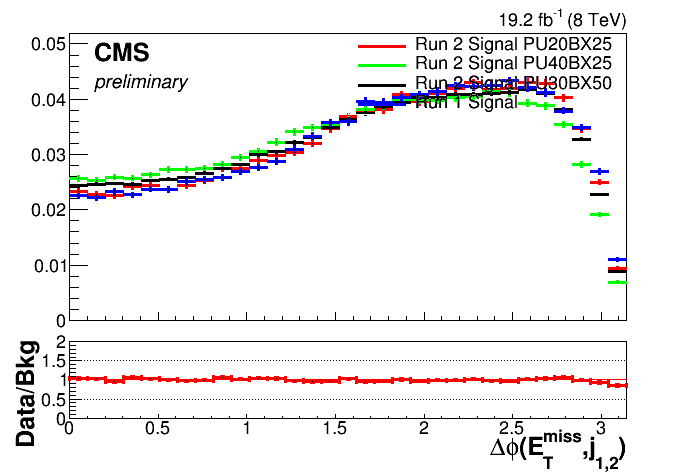 19.2 fb⁻¹ (8 TeV)
CMS
preliminary
Run 2 Signal PU20BX25
Run 2 Signal PU40BX25
Run 2 Signal PU30BX50
Run 1 Signal
0.05
0.04
0.03
0.02
0.01
0
Data/Bkg
2
1.5
1
0.5
0
0 0.5 1 1.5 2 2.5 3
Δϕ(E_T^miss,j_1,2)